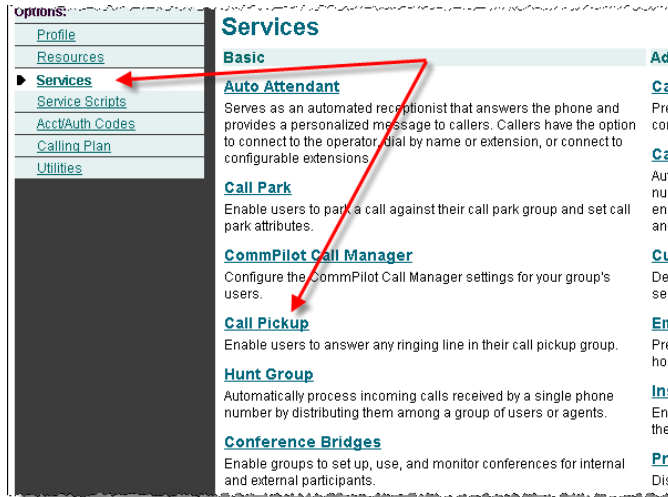 Options:
Profile
Resources
Services
Service Scripts
Acct/Auth Codes
Calling Plan
Utilities
Services
Basic
Auto Attendant
Serves as an automated receptionist that answers the phone and
provides a personalized message to callers. Callers have the option
to connect to the operator, dial by name or extension, or connect to
configurable extensions.
Call Park
Enable users to park a call against their call park group and set call
park attributes.
CommPilot Call Manager
Configure the CommPilot Call Manager settings for your group's
users.
Call Pickup
Enable users to answer any ringing line in their call pickup group.
Hunt Group
Automatically process incoming calls received by a single phone
number by distributing them among a group of users or agents.
Conference Bridges
Enable groups to set up, use, and monitor conferences for internal
and external participants.